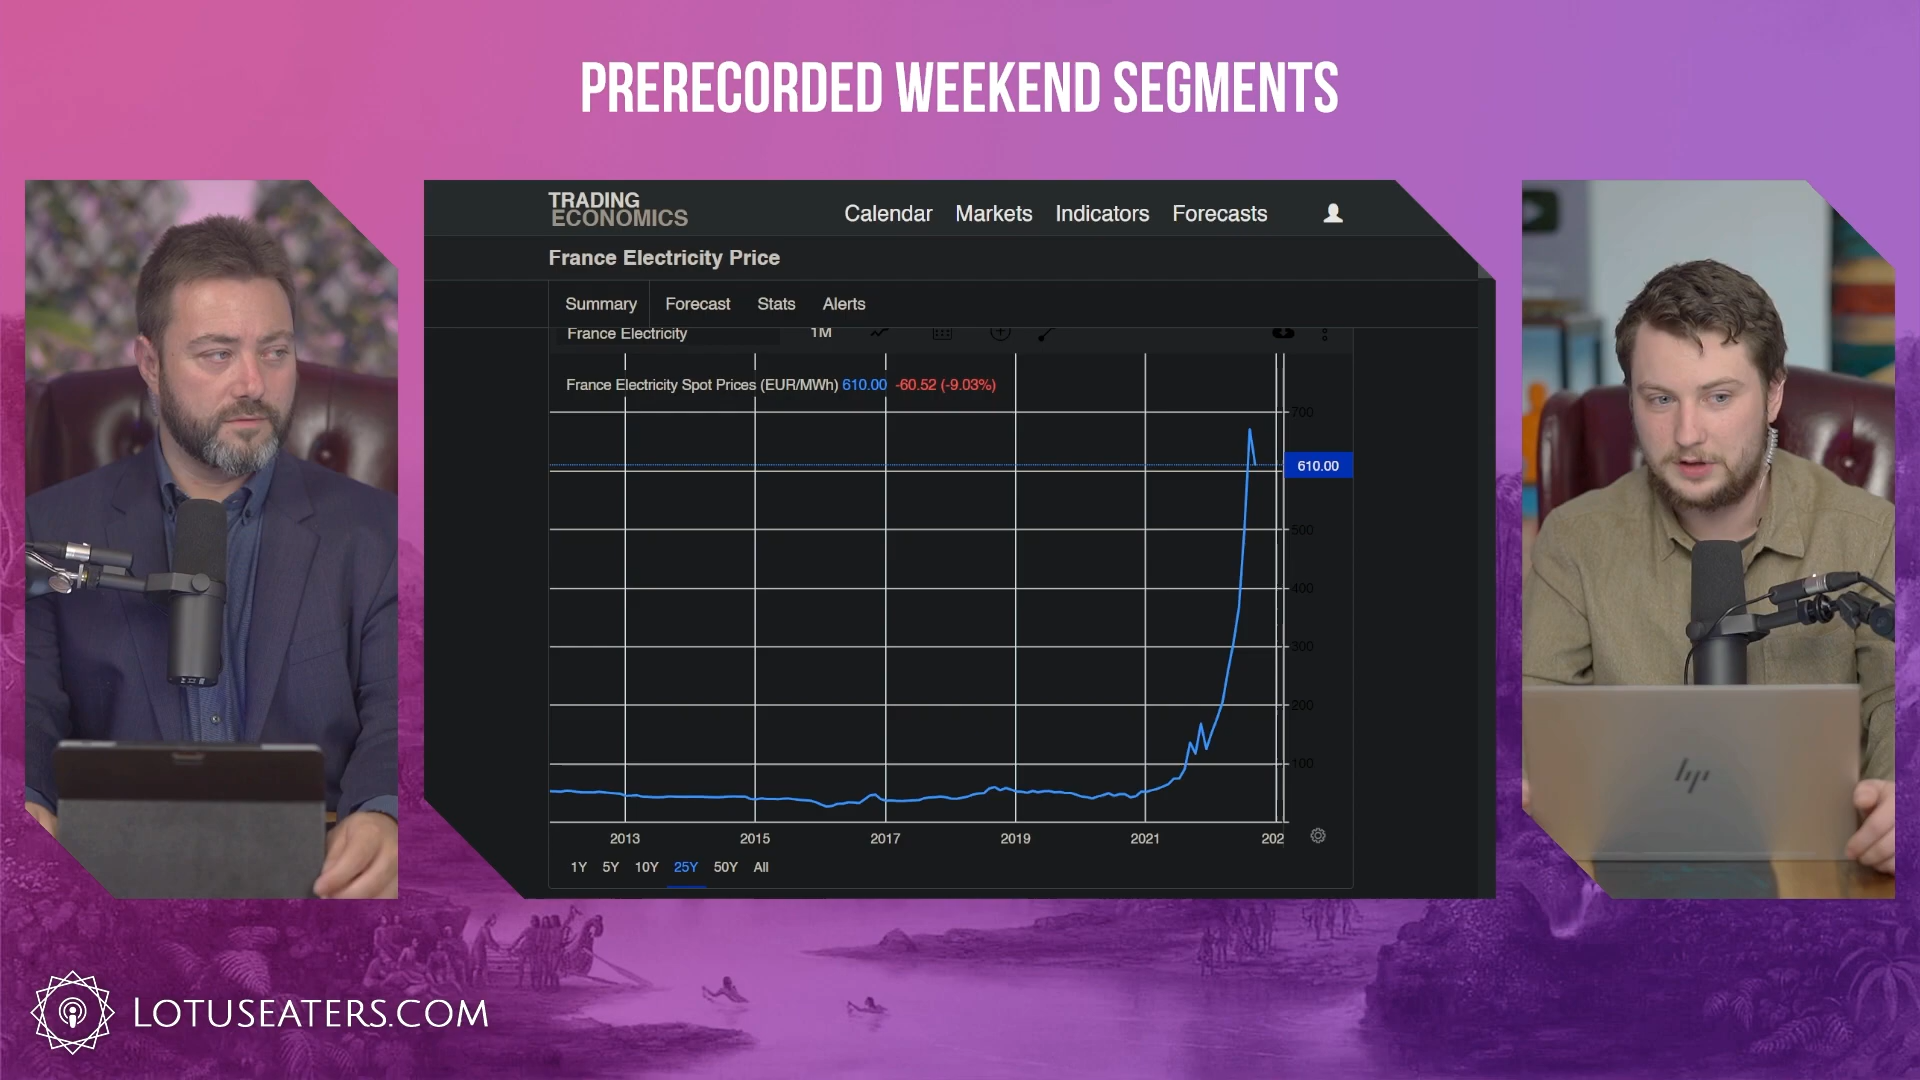 PRERECORDED WEEKEND SEGMENTS
TRADING
ECONOMICS
Calendar Markets Indicators Forecasts
France Electricity Price
Summary Forecast Stats Alerts
France Electricity 1M
France Electricity Spot Prices (EUR/MWh) 610.00 -60.52 (-9.03%)
700
610.00
500
400
300
200
100
2013 2015 2017 2019 2021 202
1Y 5Y 10Y 25Y 50Y All
hp
LOTUSEATERS.COM